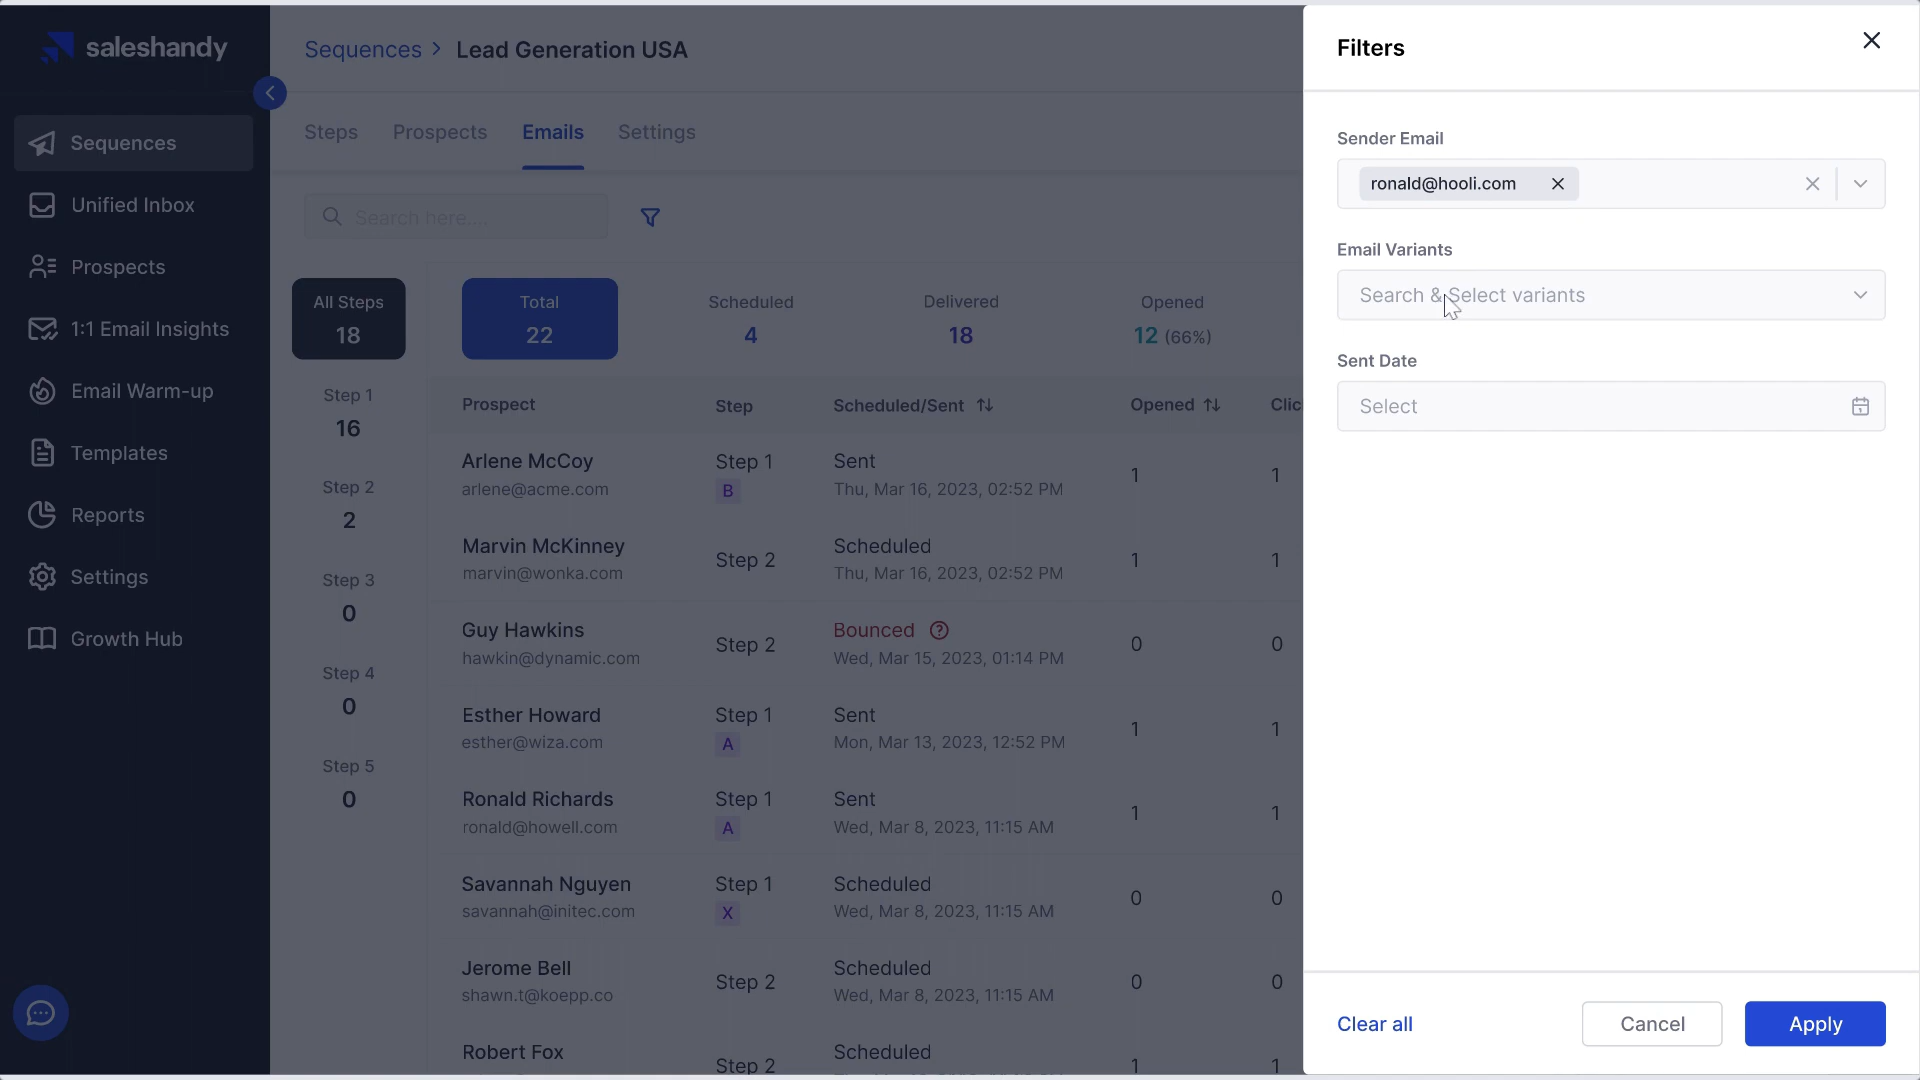 saleshandy
Sequences
Unified Inbox
Prospects
1:1 Email Insights
Email Warm-up
Templates
Reports
Settings
Growth Hub
Sequences > Lead Generation USA
Steps Prospects Emails Settings
Search here....
All Steps
18
Step 1
16
Step 2
2
Step 3
0
Step 4
0
Step 5
0
Total Scheduled Delivered Opened
22 4 18 12 (66%)
Prospect Step Scheduled/Sent Opened Clic
Arlene McCoy Step 1 Sent 1 1
arlene@acme.com B Thu, Mar 16, 2023, 02:52 PM
Marvin McKinney Step 2 Scheduled 1 1
marvin@wonka.com Thu, Mar 16, 2023, 02:52 PM
Guy Hawkins Step 2 Bounced ? 0 0
hawkin@dynamic.com Wed, Mar 15, 2023, 01:14 PM
Esther Howard Step 1 Sent 1 1
esther@wiza.com A Mon, Mar 13, 2023, 12:52 PM
Ronald Richards Step 1 Sent 1 1
ronald@howell.com A Wed, Mar 8, 2023, 11:15 AM
Savannah Nguyen Step 1 Scheduled 0 0
savannah@initec.com X Wed, Mar 8, 2023, 11:15 AM
Jerome Bell Step 2 Scheduled 0 0
shawn.t@koepp.co Wed, Mar 8, 2023, 11:15 AM
Robert Fox Step 2 Scheduled 1 1
Filters
Sender Email
ronald@hooli.com
Email Variants
Search & Select variants
Sent Date
Select
Clear all Cancel Apply